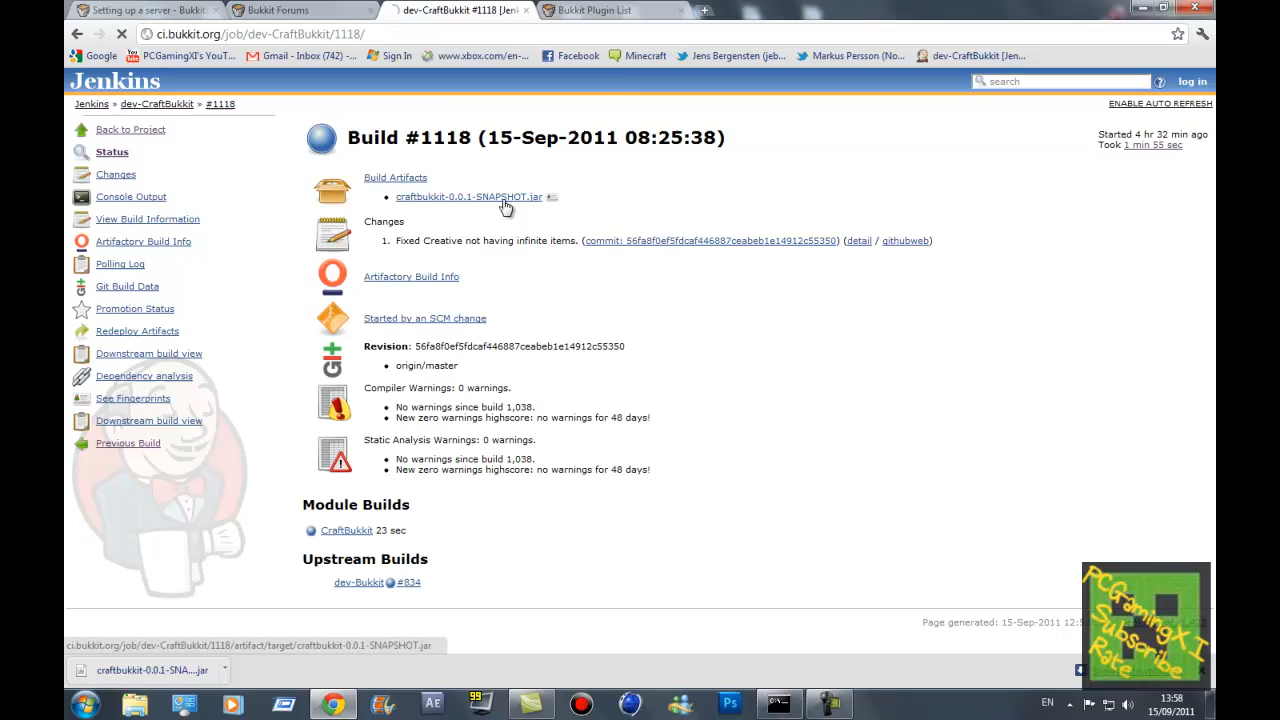 Setting up a server - Bukkit
Bukkit Forums
dev-CraftBukkit #1118 [Jenk
Bukkit Plugin List
ci.bukkit.org/job/dev-CraftBukkit/1118/
Google
PCGamingXI's YouT...
Gmail - Inbox (742) -...
Sign In
www.xbox.com/en-...
Facebook
Minecraft
Jens Bergensten (jeb...
Markus Persson (No...
dev-CraftBukkit [Jen...
Jenkins
search
log in
Jenkins » dev-CraftBukkit » #1118
ENABLE AUTO REFRESH
Back to Project
Status
Changes
Console Output
View Build Information
Artifactory Build Info
Polling Log
Git Build Data
Promotion Status
Redeploy Artifacts
Downstream build view
Dependency analysis
See Fingerprints
Downstream build view
Previous Build
Build #1118 (15-Sep-2011 08:25:38)
Started 4 hr 32 min ago
Took 1 min 55 sec
Build Artifacts
craftbukkit-0.0.1-SNAPSHOT.jar
Changes
1. Fixed Creative not having infinite items. (commit: 56fa8f0ef5fdcaf446887ceabeb1e14912c55350) (detail / githubweb)
Artifactory Build Info
Started by an SCM change
Revision: 56fa8f0ef5fdcaf446887ceabeb1e14912c55350
origin/master
GIt
Compiler Warnings: 0 warnings.
No warnings since build 1,038.
New zero warnings highscore: no warnings for 48 days!
Static Analysis Warnings: 0 warnings.
No warnings since build 1,038.
New zero warnings highscore: no warnings for 48 days!
Module Builds
CraftBukkit 23 sec
Upstream Builds
dev-Bukkit #834
Page generated: 15-Sep-2011
PCGamingXI
Subscribe
Rate
ci.bukkit.org/job/dev-CraftBukkit/1118/artifact/target/craftbukkit-0.0.1-SNAPSHOT.jar
craftbukkit-0.0.1-SNA....jar
AE
99
Ps
EN
13:58
15/09/2011